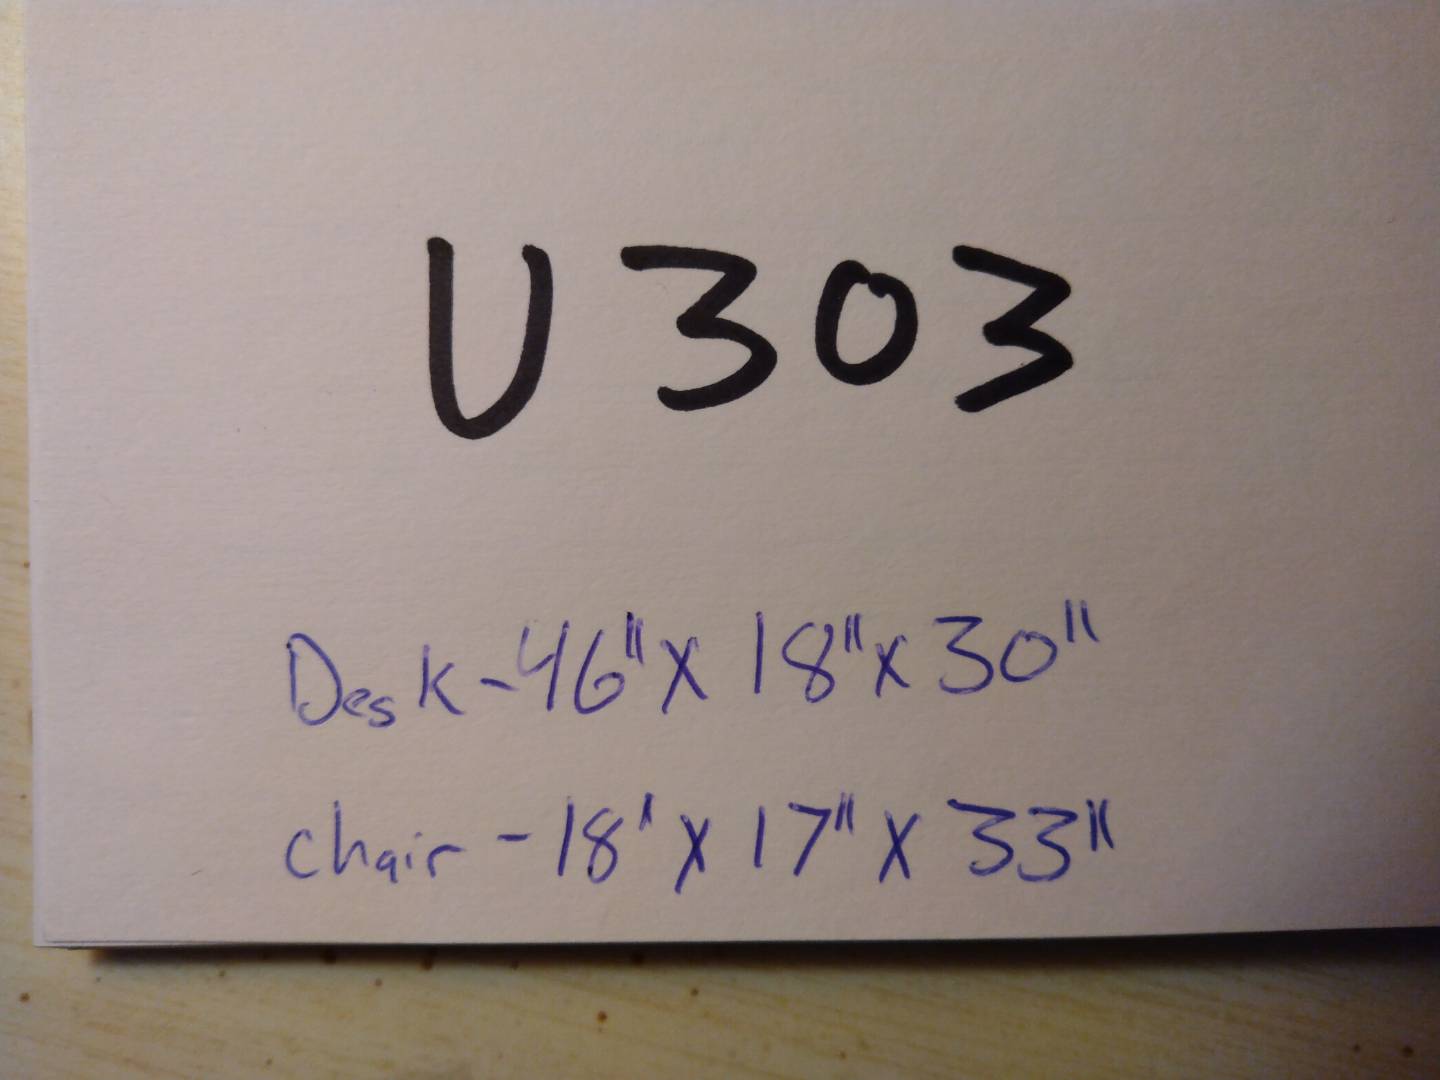 U303
Desk-46" x 18" x 30"
chair-18' x 17" x 33"